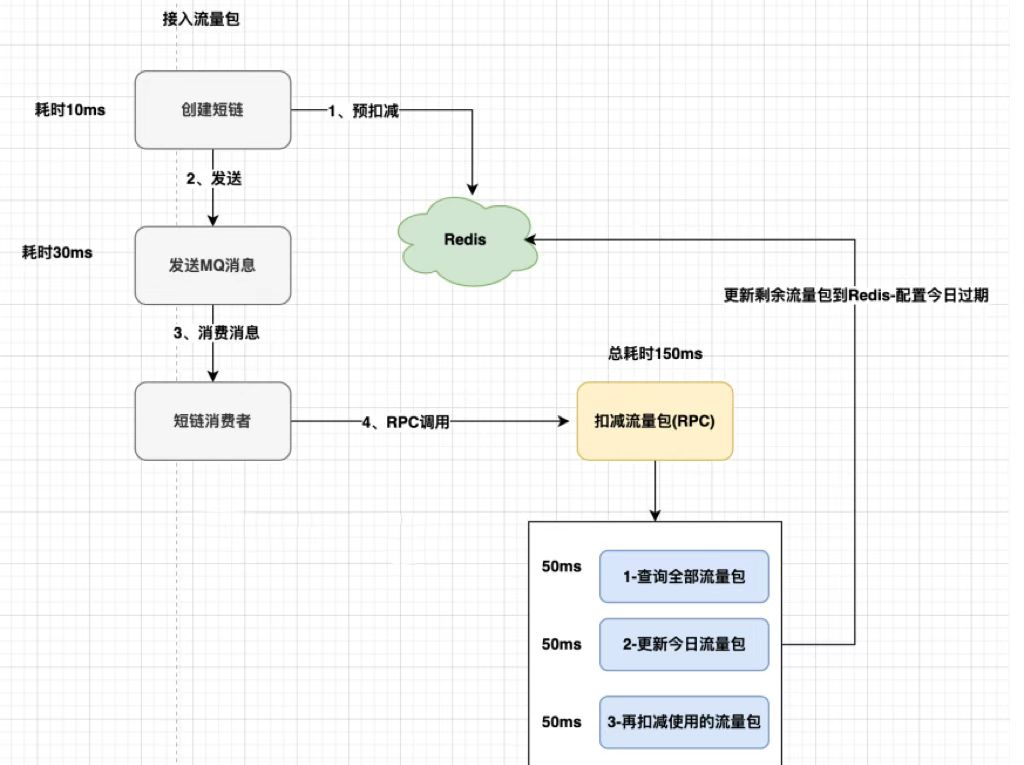 接入流量包
耗时10ms
创建短链
1、预扣减
2、发送
Redis
耗时30ms
发送MQ消息
更新剩余流量包到Redis-配置今日过期
3、消费消息
总耗时150ms
短链消费者
4、RPC调用
扣减流量包(RPC)
50ms
1-查询全部流量包
50ms
2-更新今日流量包
50ms
3-再扣减使用的流量包